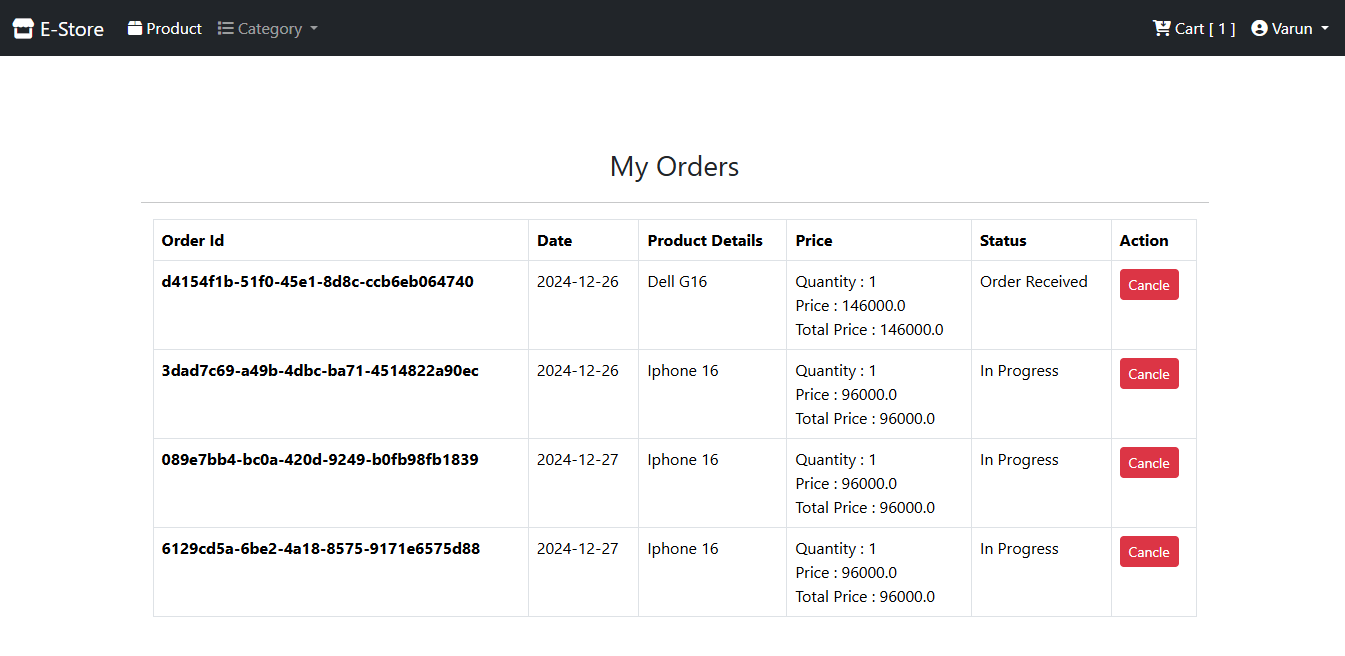 E-Store Product Category Cart [ 1 ] Varun
My Orders
Order Id Date Product Details Price Status Action
d4154f1b-51f0-45e1-8d8c-ccb6eb064740 2024-12-26 Dell G16 Quantity : 1 Order Received Cancle
Price : 146000.0
Total Price : 146000.0
3dad7c69-a49b-4dbc-ba71-4514822a90ec 2024-12-26 Iphone 16 Quantity : 1 In Progress Cancle
Price : 96000.0
Total Price : 96000.0
089e7bb4-bc0a-420d-9249-b0fb98fb1839 2024-12-27 Iphone 16 Quantity : 1 In Progress Cancle
Price : 96000.0
Total Price : 96000.0
6129cd5a-6be2-4a18-8575-9171e6575d88 2024-12-27 Iphone 16 Quantity : 1 In Progress Cancle
Price : 96000.0
Total Price : 96000.0